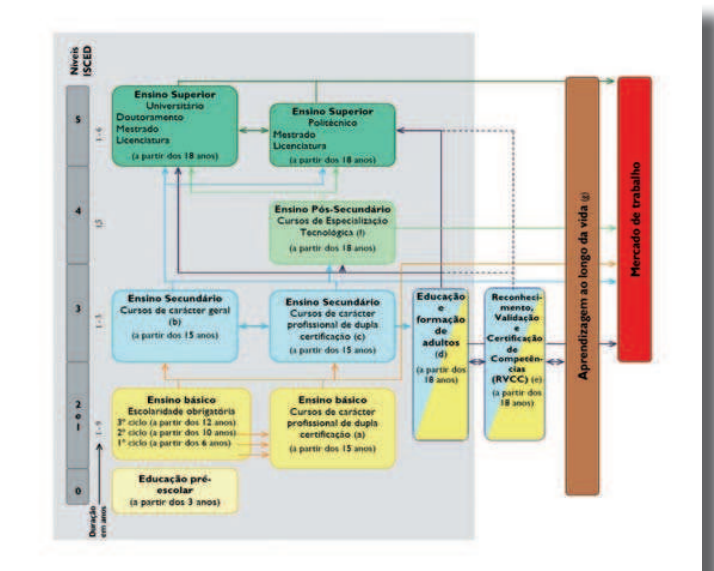 Níveis
ISCED
5
1 - 6
4
1,5
3
1 - 3
2
e
1
1 - 9
0
Duração
em anos
Ensino Superior
Universitário
Doutoramento
Mestrado
Licenciatura
(a partir dos 18 anos)
Ensino Superior
Politécnico
Mestrado
Licenciatura
(a partir dos 18 anos)
Ensino Pós-Secundário
Cursos de Especialização
Tecnológica (f)
(a partir dos 18 anos)
Ensino Secundário
Cursos de carácter geral
(b)
(a partir dos 15 anos)
Ensino Secundário
Cursos de carácter
profissional de dupla
certificação (c)
(a partir dos 15 anos)
Educação
e
formação
de
adultos
(d)
(a partir
dos
18 anos)
Reconheci-
mento,
Validação
e
Certificação
de
Competên-
cias
(RVCC) (e)
(a partir
dos
18 anos)
Ensino básico
Escolaridade obrigatória
3º ciclo (a partir dos 12 anos)
2º ciclo (a partir dos 10 anos)
1º ciclo (a partir dos 6 anos)
Ensino básico
Cursos de carácter
profissional de dupla
certificação (a)
(a partir dos 15 anos)
Educação pré-
escolar
(a partir dos 3 anos)
Aprendizagem ao longo da vida (g)
Mercado de trabalho